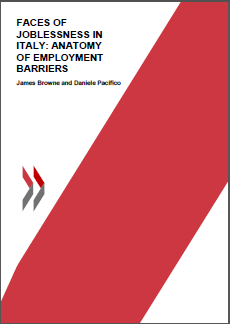 FACES OF
JOBLESSNESS IN
ITALY: ANATOMY
OF EMPLOYMENT
BARRIERS
James Browne and Daniele Pacifico